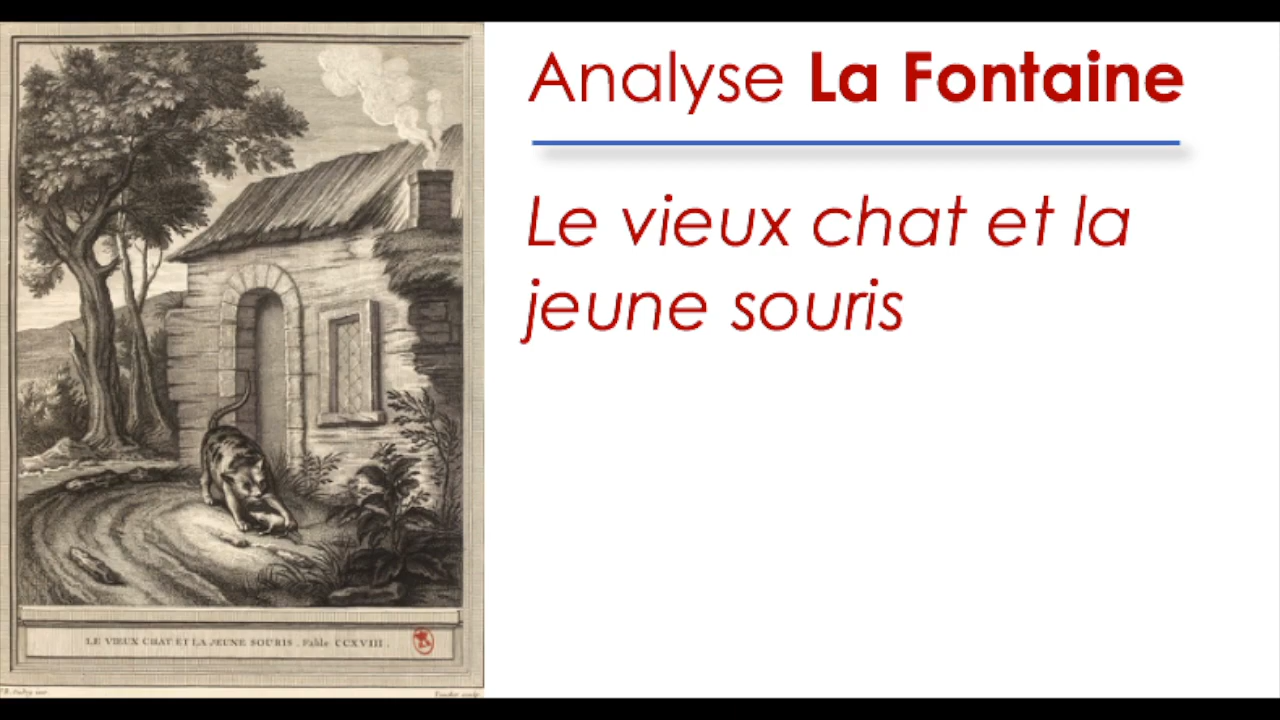 Analyse La Fontaine
Le vieux chat et la
jeune souris
LE VIEUX CHAT ET LA JEUNE SOURIS. Fable CCXVIII.